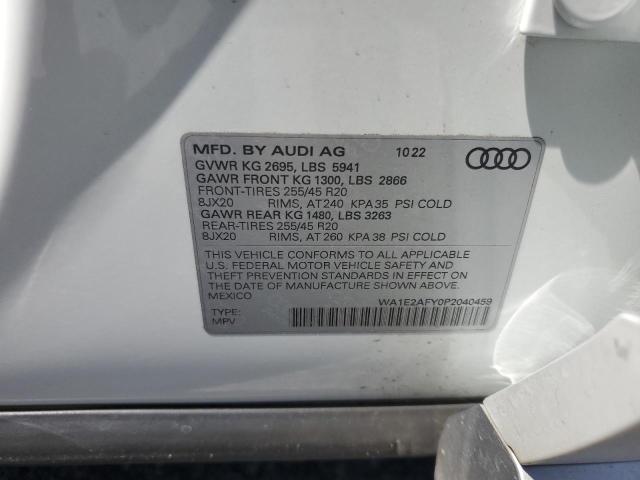 MFD. BY AUDI AG 10 22
GVWR KG 2695, LBS 5941
GAWR FRONT KG 1300, LBS 2866
FRONT-TIRES 255/45 R20
8JX20 RIMS, AT 240 KPA 35 PSI COLD
GAWR REAR KG 1480, LBS 3263
REAR-TIRES 255/45 R20
8JX20 RIMS, AT 260 KPA 38 PSI COLD
THIS VEHICLE CONFORMS TO ALL APPLICABLE
U.S. FEDERAL MOTOR VEHICLE SAFETY AND
THEFT PREVENTION STANDARDS IN EFFECT ON
THE DATE OF MANUFACTURE SHOWN ABOVE.
MEXICO
WA1E2AFY0P2040459
TYPE:
MPV